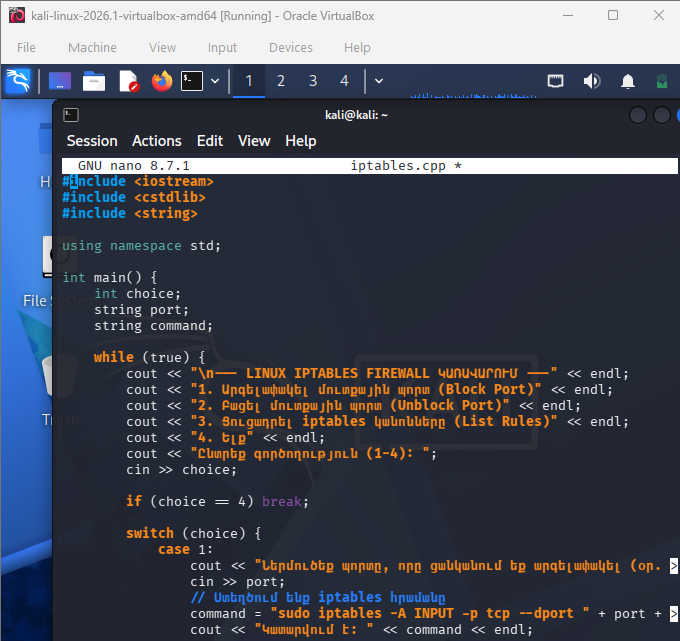 kali-linux-2026.1-virtualbox-amd64 [Running] - Oracle VirtualBox
File Machine View Input Devices Help
1 2 3 4
kali@kali: ~
Session Actions Edit View Help
GNU nano 8.7.1 iptables.cpp *
#include <iostream>
#include <cstdlib>
#include <string>
using namespace std;
int main() {
int choice;
string port;
string command;
while (true) {
cout << "\n--- LINUX IPTABLES FIREWALL ԿԱՌԱՎԱՐՈՒՄ ---" << endl;
cout << "1. Արգելափակել մուտքային պորտ (Block Port)" << endl;
cout << "2. Բացել մուտքային պորտ (Unblock Port)" << endl;
cout << "3. Ցուցադրել iptables կանոնները (List Rules)" << endl;
cout << "4. Ելք" << endl;
cout << "Ընտրեք գործողություն (1-4): ";
cin >> choice;
if (choice == 4) break;
switch (choice) {
case 1:
cout << "Ներմուծեք պորտը, որը ցանկանում եք արգելափակել (օր. >
cin >> port;
// Ստեղծում ենք iptables հրամանը
command = "sudo iptables -A INPUT -p tcp --dport " + port + >
cout << "Կատարվում է: " << command << endl;
H
File System
Trash